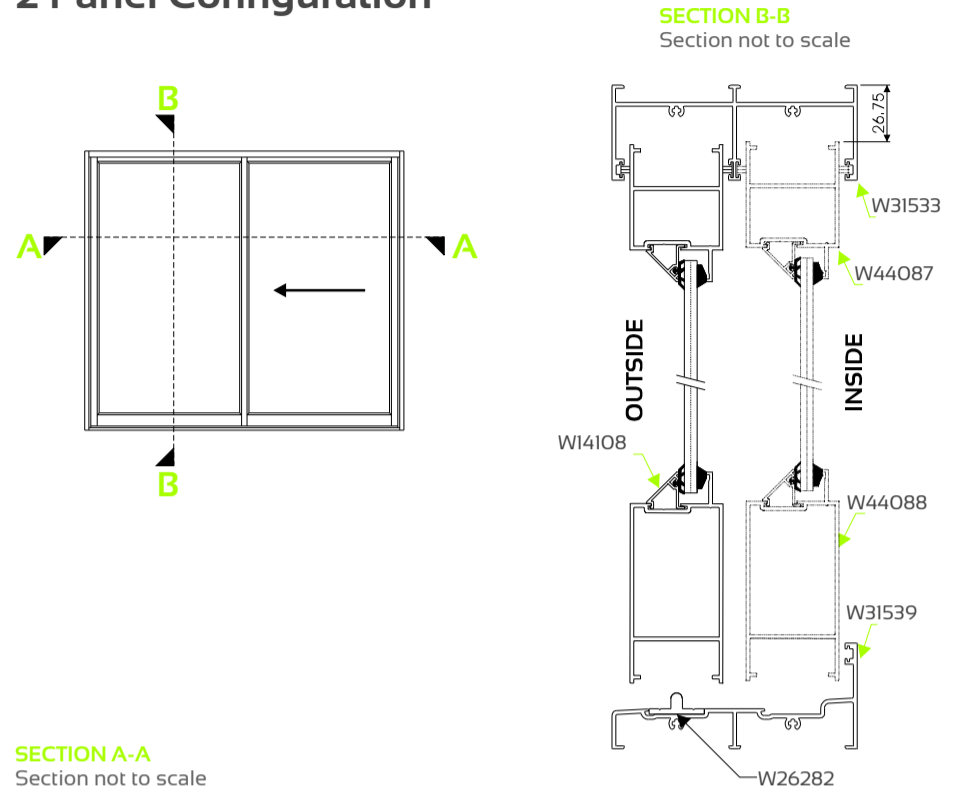 2 Panel Configuration
SECTION B-B
Section not to scale
B
A
A
B
26.75
W31533
W44087
OUTSIDE
INSIDE
W14108
W44088
W31539
W26282
SECTION A-A
Section not to scale